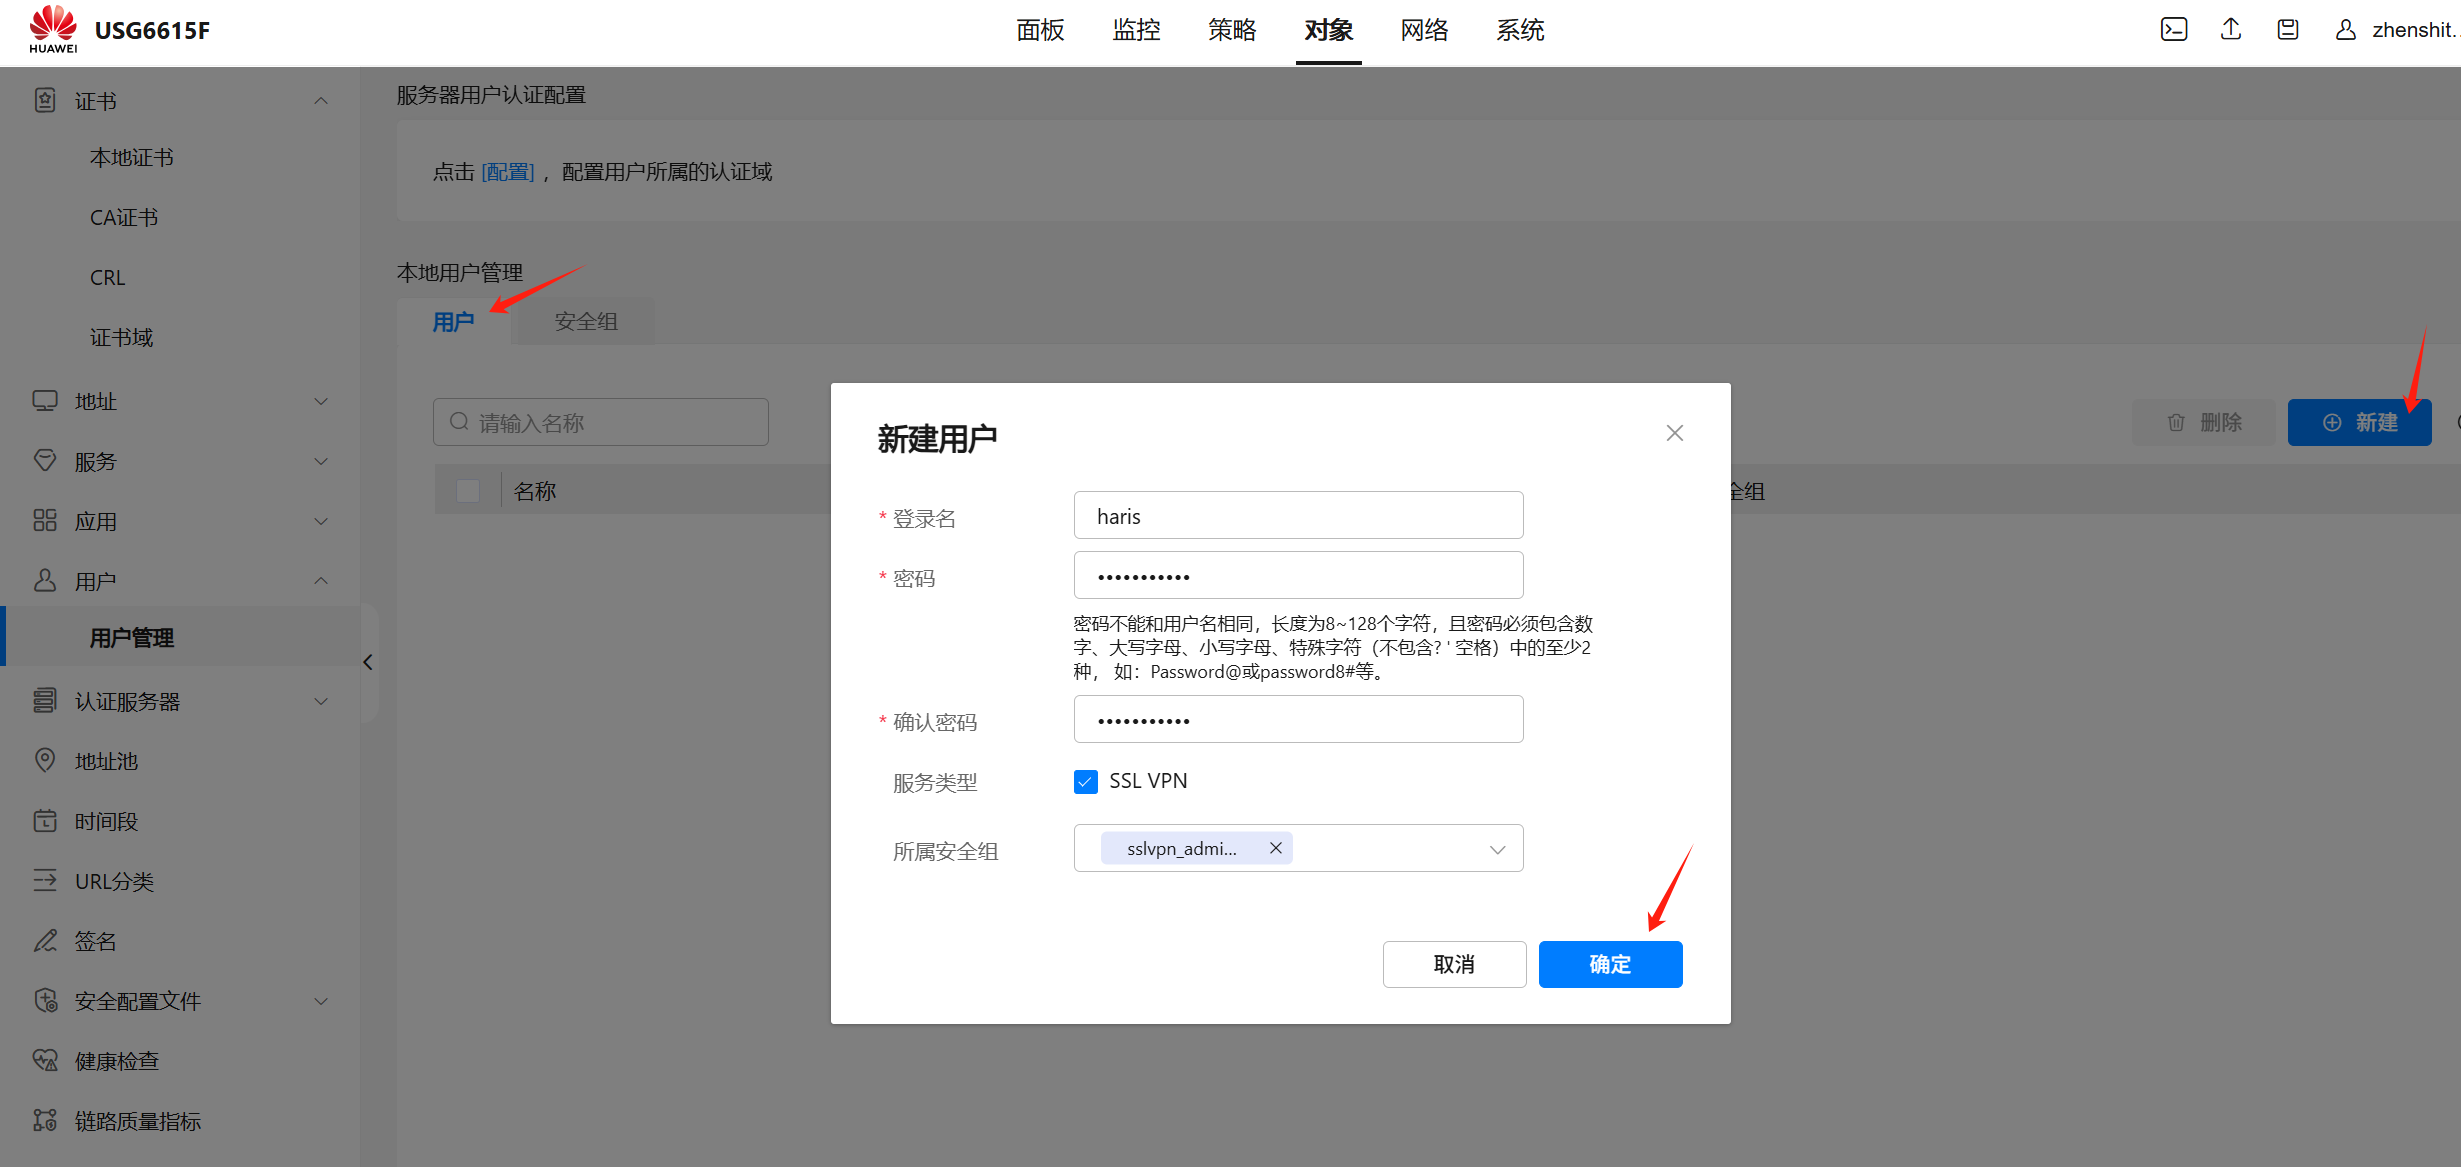 HUAWEI
USG6615F
面板
监控
策略
对象
网络
系统
zhenshit...
证书
本地证书
CA证书
CRL
证书域
地址
服务
应用
用户
用户管理
认证服务器
地址池
时间段
URL分类
签名
安全配置文件
健康检查
链路质量指标
服务器用户认证配置
点击 [配置] ，配置用户所属的认证域
本地用户管理
用户
安全组
请输入名称
删除
新建
名称
全组
新建用户
* 登录名
haris
* 密码
•••••••••••
密码不能和用户名相同，长度为8~128个字符，且密码必须包含数
字、大写字母、小写字母、特殊字符（不包含? ' 空格）中的至少2
种， 如：Password@或password8#等。
* 确认密码
•••••••••••
服务类型
SSL VPN
所属安全组
sslvpn_admi...
取消
确定